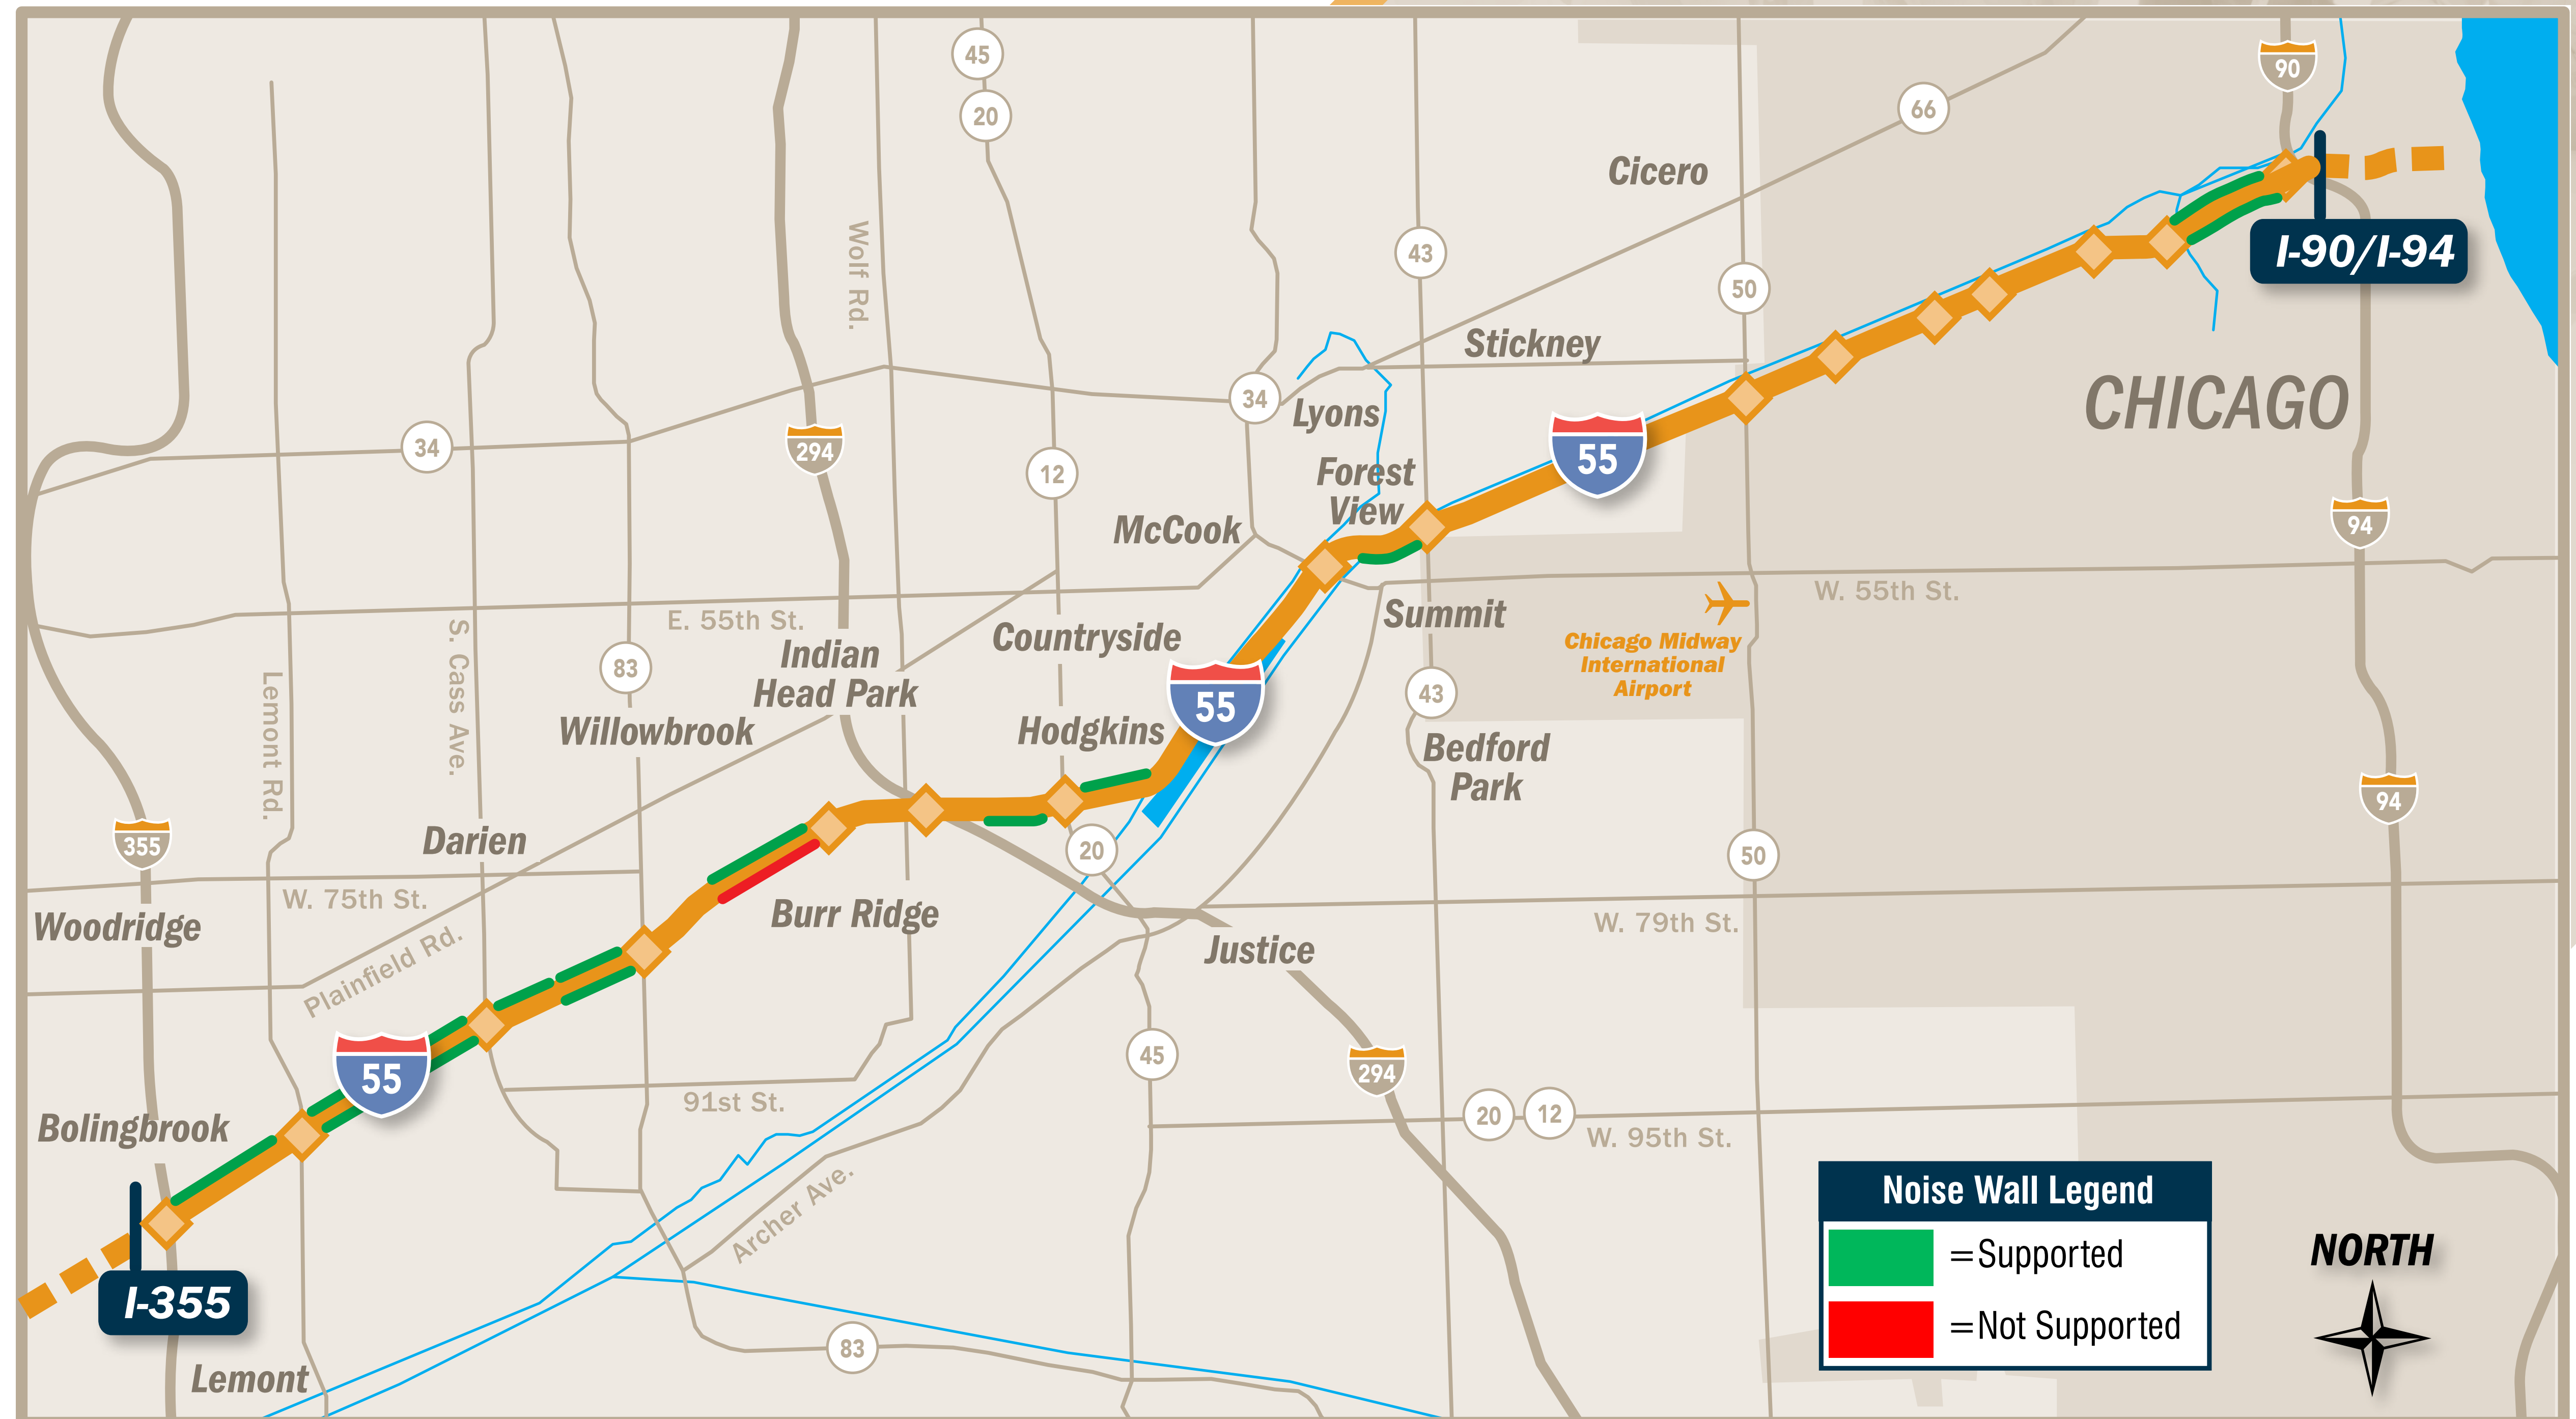 45
90
20
66
Cicero
Wolf Rd.
43
I-90/I-94
50
Stickney
34
Lyons
CHICAGO
34
294
55
12
Forest
View
McCook
94
W. 55th St.
E. 55th St.
Summit
Chicago Midway
International
Airport
Countryside
Indian
Head Park
S. Cass Ave.
83
43
55
Lemont Rd.
Willowbrook
Hodgkins
Bedford
Park
94
355
Darien
20
50
W. 75th St.
Burr Ridge
Woodridge
W. 79th St.
Justice
Plainfield Rd.
45
55
294
91st St.
20
12
Bolingbrook
W. 95th St.
Noise Wall Legend
=Supported
=Not Supported
NORTH
Archer Ave.
I-355
83
Lemont